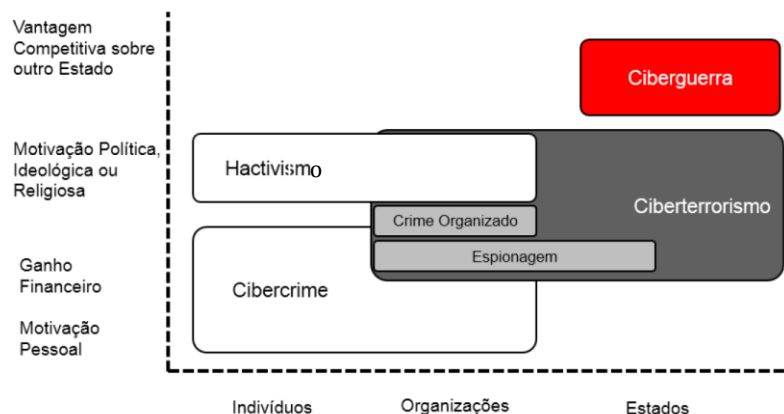 Vantagem
Competitiva sobre
outro Estado
Ciberguerra
Motivação Política,
Ideológica ou
Religiosa
Hactivismo
Crime Organizado
Ciberterrorismo
Espionagem
Ganho
Financeiro
Cibercrime
Motivação
Pessoal
Indivíduos
Organizações
Estados